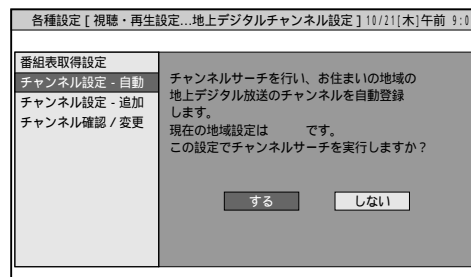 各種設定 [ 視聴・再生設定...地上デジタルチャンネル設定 ] 10/21[木]午前 9:0
番組表取得設定
チャンネル設定 - 自動
チャンネル設定 - 追加
チャンネル確認 / 変更
チャンネルサーチを行い、お住まいの地域の
地上デジタル放送のチャンネルを自動登録
します。
現在の地域設定は　　　です。
この設定でチャンネルサーチを実行しますか？
する
しない